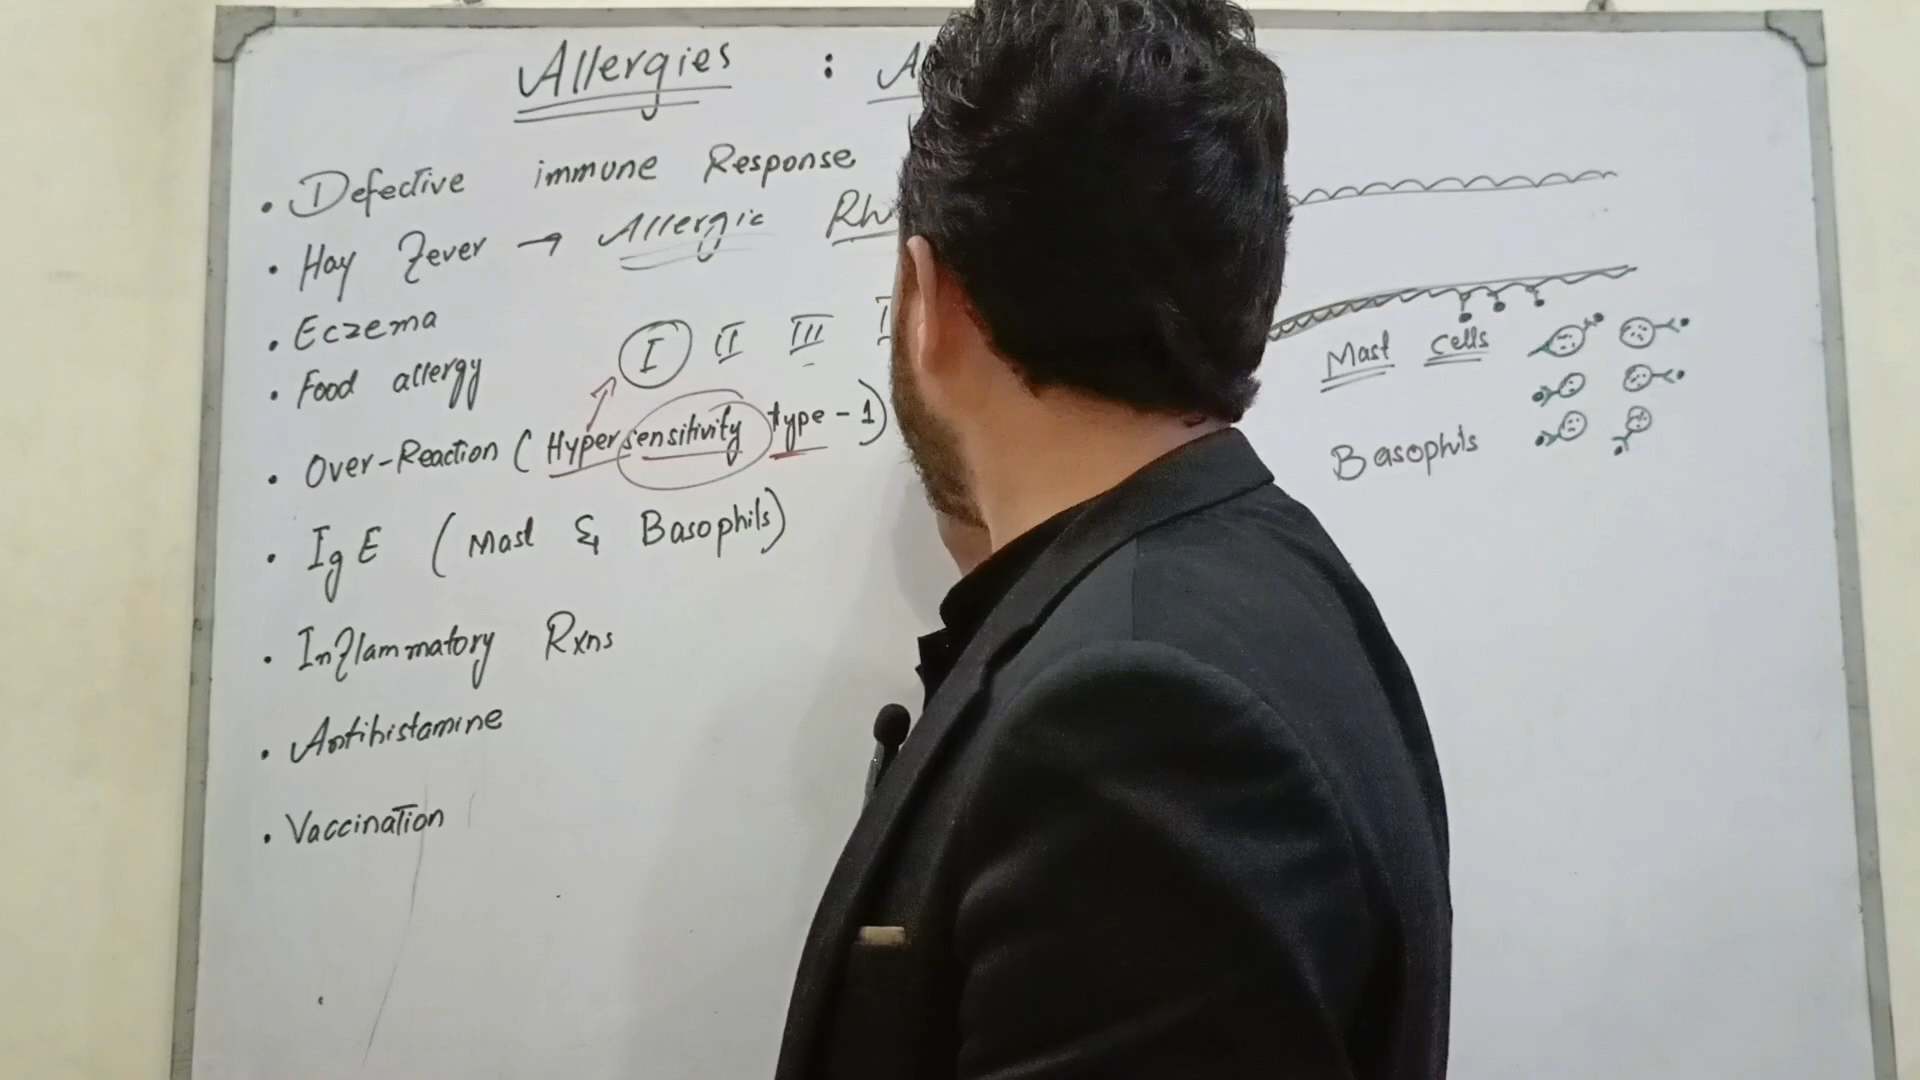 Allergies : A
• Defective immune Response
• Hay Fever → Allergic Rh
• Eczema
I II III I
• Food allergy
• Over-Reaction ( Hypersensitivity type - 1)
• IgE ( Mast & Basophils)
• Inflammatory Rxns
• Antihistamine
• Vaccination
Mast cells
Basophils